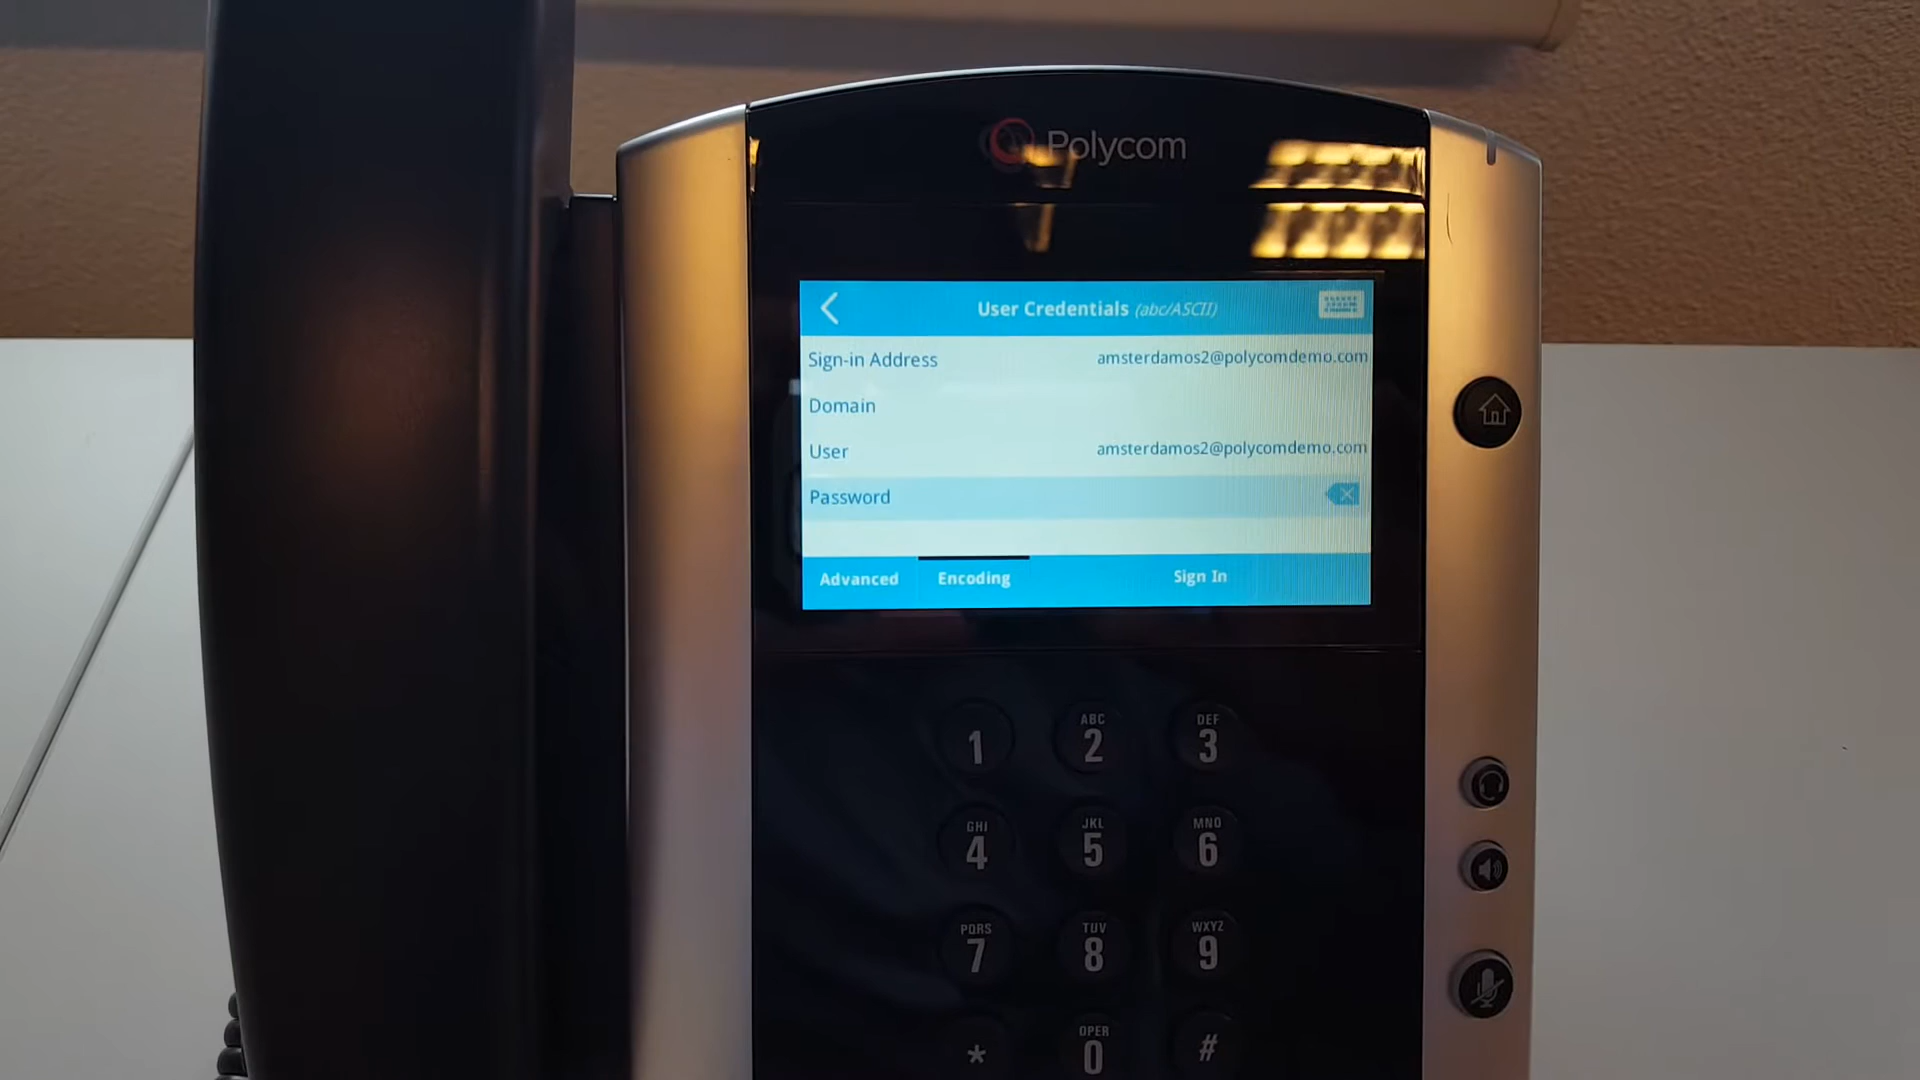 Polycom
User Credentials (abc/ASCII)
Sign-in Address amsterdamos2@polycomdemo.com
Domain
User amsterdamos2@polycomdemo.com
Password
Advanced Encoding Sign In
1 ABC 2 DEF 3
GHI 4 JKL 5 MNO 6
PQRS 7 TUV 8 WXYZ 9
* OPER 0 #